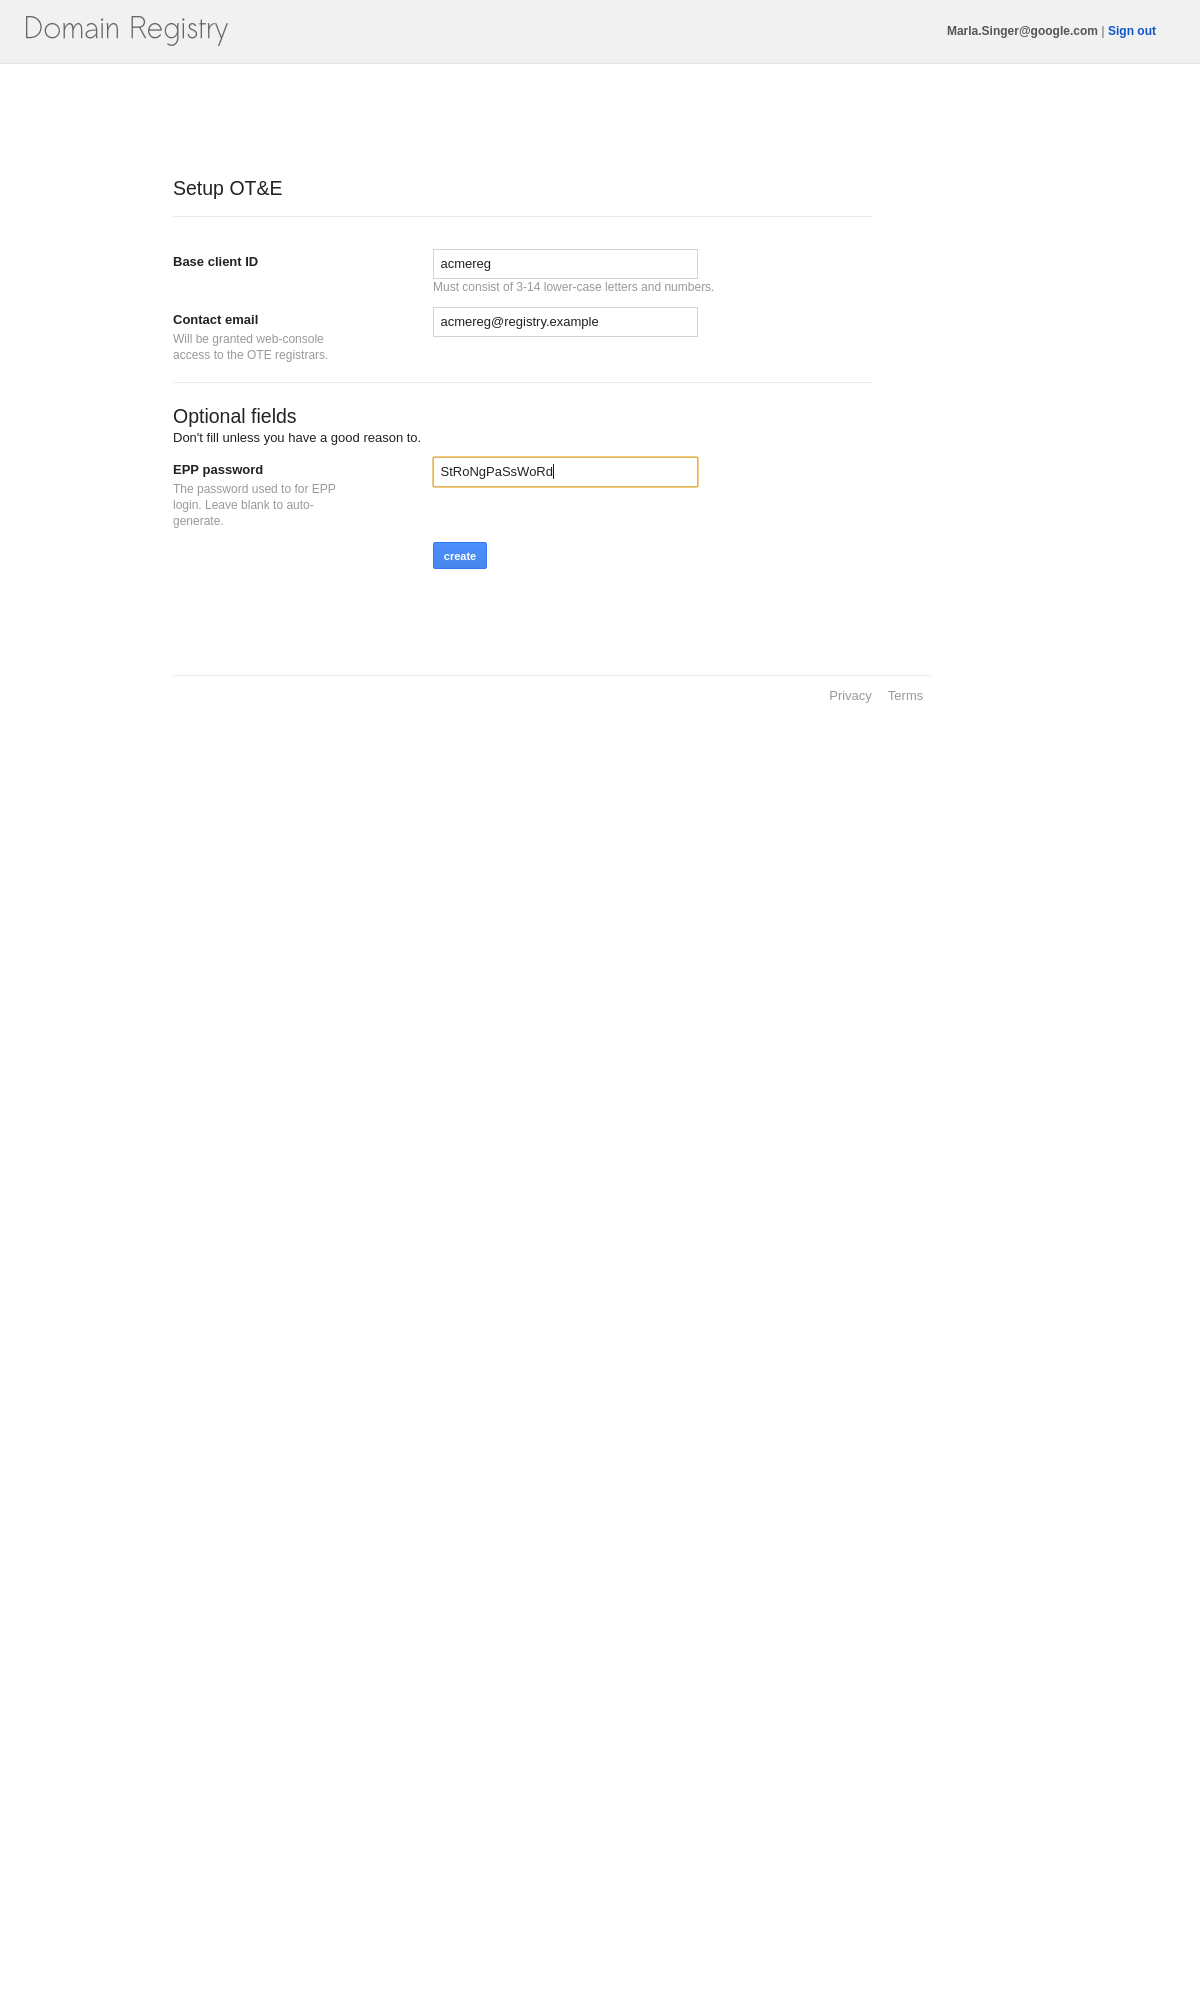 Domain Registry
Marla.Singer@google.com | Sign out
Setup OT&E
Base client ID
acmereg
Must consist of 3-14 lower-case letters and numbers.
Contact email
acmereg@registry.example
Will be granted web-console
access to the OTE registrars.
Optional fields
Don't fill unless you have a good reason to.
EPP password
StRoNgPaSsWoRd
The password used to for EPP
login. Leave blank to auto-
generate.
create
Privacy Terms